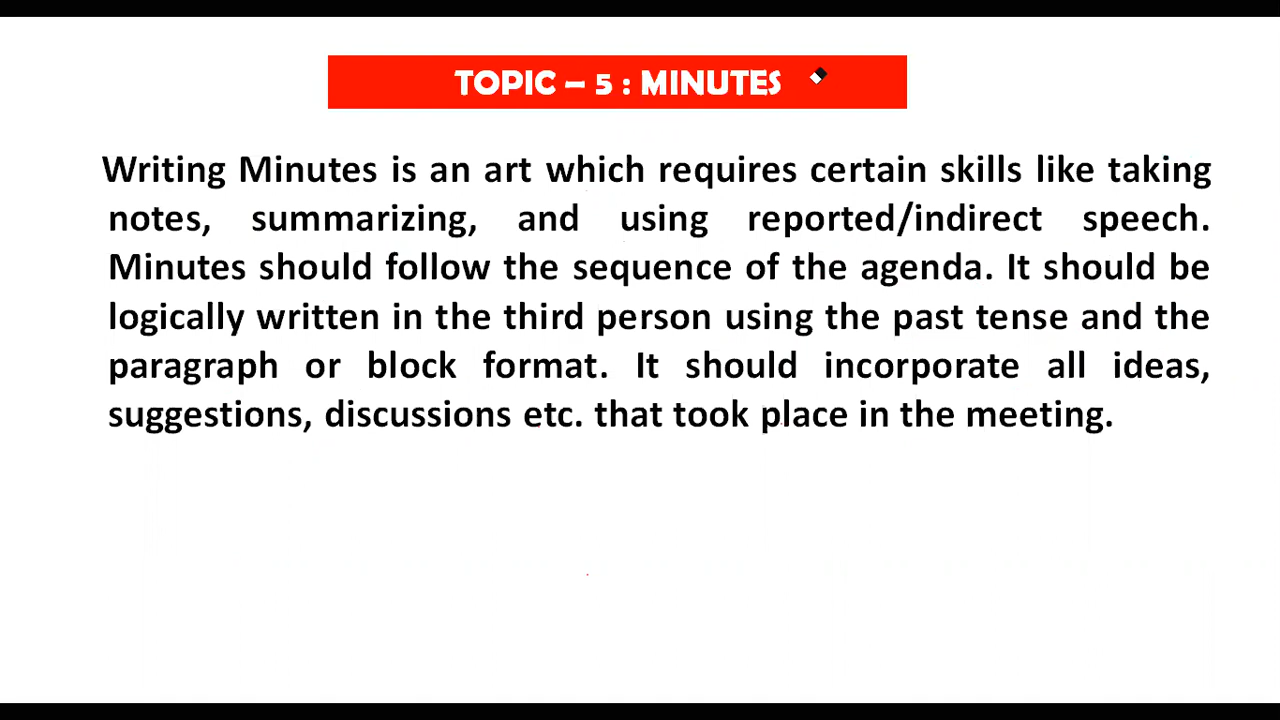 TOPIC – 5 : MINUTES
Writing Minutes is an art which requires certain skills like taking
notes, summarizing, and using reported/indirect speech.
Minutes should follow the sequence of the agenda. It should be
logically written in the third person using the past tense and the
paragraph or block format. It should incorporate all ideas,
suggestions, discussions etc. that took place in the meeting.